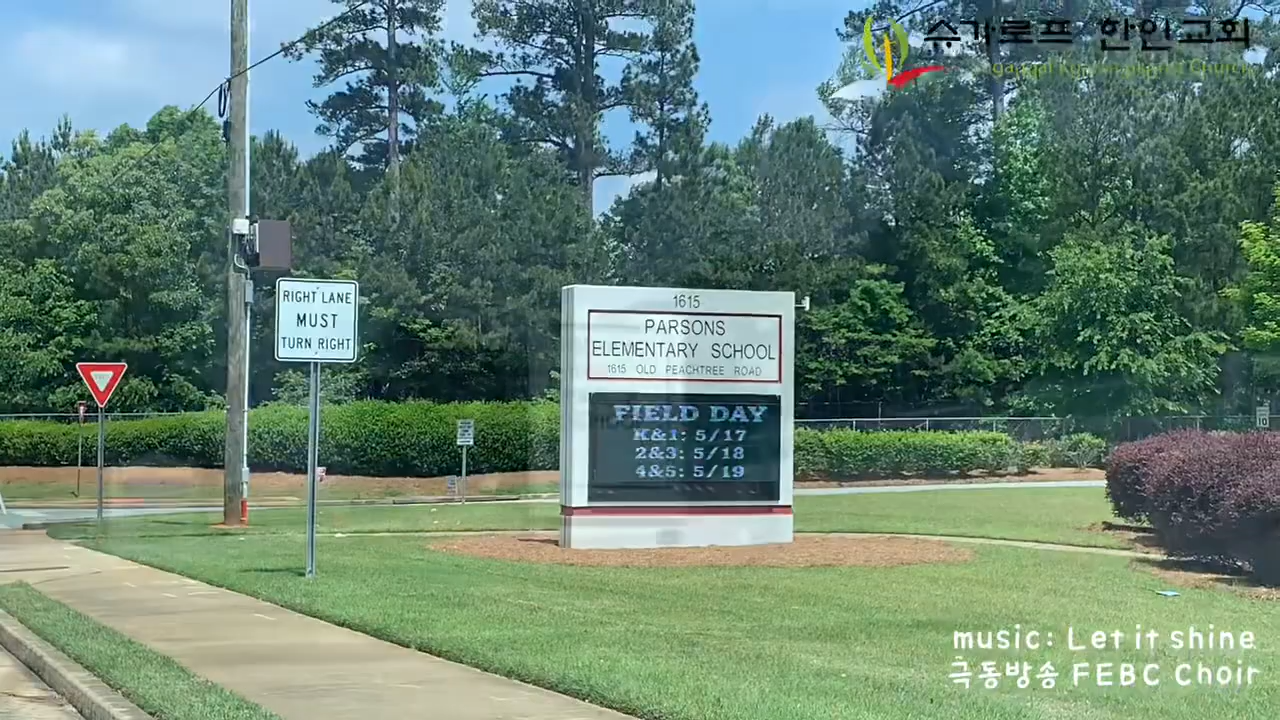 슈가로프 한인교회
RIGHT LANE
MUST
TURN RIGHT
1615
PARSONS
ELEMENTARY SCHOOL
1615 OLD PEACHTREE ROAD
FIELD DAY
K&1: 5/17
2&3: 5/18
4&5: 5/19
music: Let it shine
극동방송 FEBC Choir